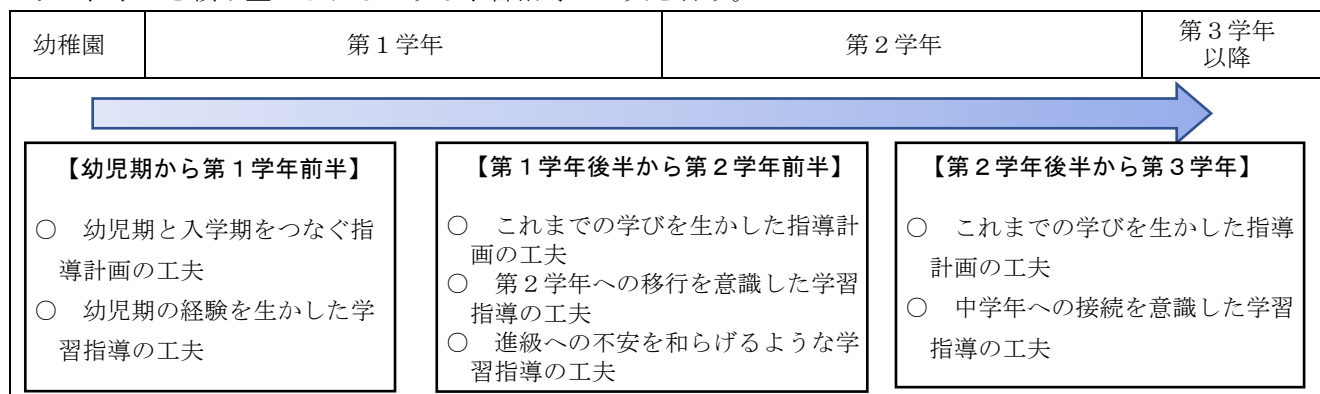 幼稚園
第１学年
第２学年
第３学年
以降
【幼児期から第１学年前半】
○　幼児期と入学期をつなぐ指
導計画の工夫
○　幼児期の経験を生かした学
習指導の工夫
【第１学年後半から第２学年前半】
○　これまでの学びを生かした指導計
画の工夫
○　第２学年への移行を意識した学習
指導の工夫
○　進級への不安を和らげるような学
習指導の工夫
【第２学年後半から第３学年】
○　これまでの学びを生かした指導
計画の工夫
○　中学年への接続を意識した学習
指導の工夫